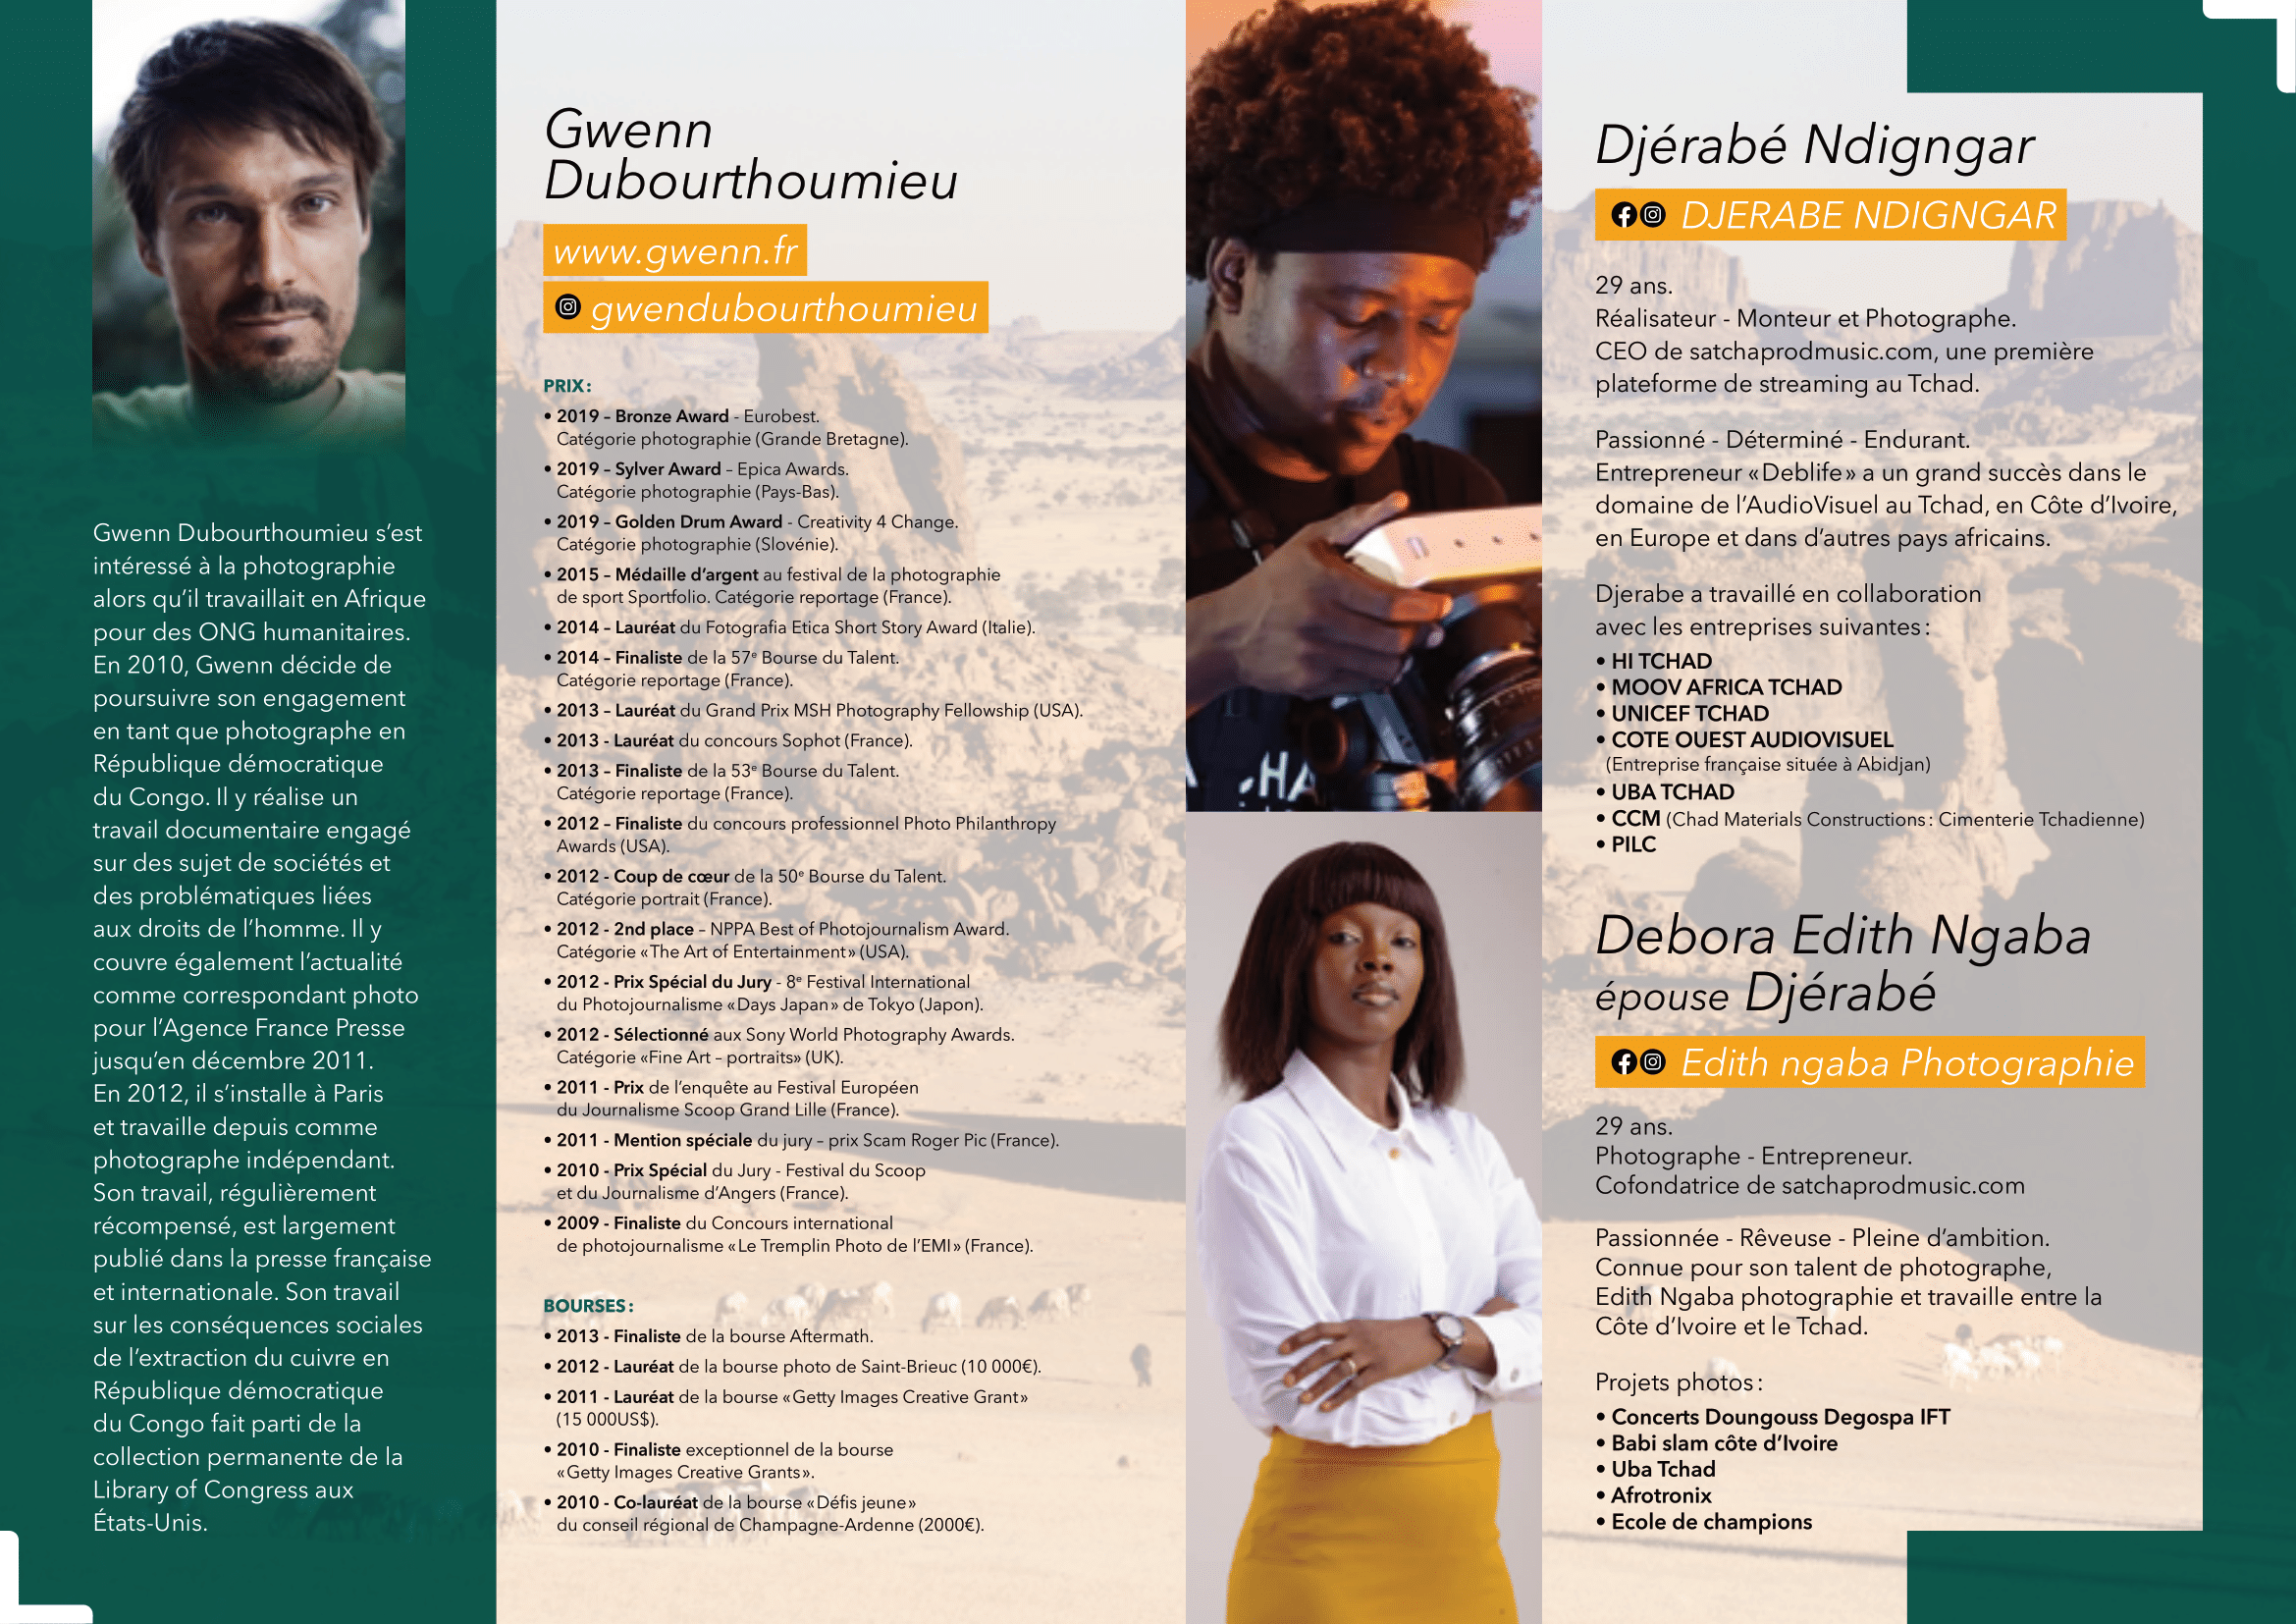 Gwenn Dubourthoumieu s’est
intéressé à la photographie
alors qu’il travaillait en Afrique
pour des ONG humanitaires.
En 2010, Gwenn décide de
poursuivre son engagement
en tant que photographe en
République démocratique
du Congo. Il y réalise un
travail documentaire engagé
sur des sujet de sociétés et
des problématiques liées
aux droits de l’homme. Il y
couvre également l’actualité
comme correspondant photo
pour l’Agence France Presse
jusqu’en décembre 2011.
En 2012, il s’installe à Paris
et travaille depuis comme
photographe indépendant.
Son travail, régulièrement
récompensé, est largement
publié dans la presse française
et internationale. Son travail
sur les conséquences sociales
de l’extraction du cuivre en
République démocratique
du Congo fait parti de la
collection permanente de la
Library of Congress aux
États-Unis.
Gwenn
Dubourthoumieu
www.gwenn.fr
gwendubourthoumieu
PRIX :
• 2019 – Bronze Award - Eurobest.
Catégorie photographie (Grande Bretagne).
• 2019 – Sylver Award – Epica Awards.
Catégorie photographie (Pays-Bas).
• 2019 – Golden Drum Award - Creativity 4 Change.
Catégorie photographie (Slovénie).
• 2015 – Médaille d’argent au festival de la photographie
de sport Sportfolio. Catégorie reportage (France).
• 2014 – Lauréat du Fotografia Etica Short Story Award (Italie).
• 2014 – Finaliste de la 57e Bourse du Talent.
Catégorie reportage (France).
• 2013 – Lauréat du Grand Prix MSH Photography Fellowship (USA).
• 2013 - Lauréat du concours Sophot (France).
• 2013 – Finaliste de la 53e Bourse du Talent.
Catégorie reportage (France).
• 2012 – Finaliste du concours professionnel Photo Philanthropy
Awards (USA).
• 2012 - Coup de cœur de la 50e Bourse du Talent.
Catégorie portrait (France).
• 2012 - 2nd place – NPPA Best of Photojournalism Award.
Catégorie « The Art of Entertainment » (USA).
• 2012 - Prix Spécial du Jury - 8e Festival International
du Photojournalisme « Days Japan » de Tokyo (Japon).
• 2012 - Sélectionné aux Sony World Photography Awards.
Catégorie «Fine Art – portraits» (UK).
• 2011 - Prix de l’enquête au Festival Européen
du Journalisme Scoop Grand Lille (France).
• 2011 - Mention spéciale du jury – prix Scam Roger Pic (France).
• 2010 - Prix Spécial du Jury - Festival du Scoop
et du Journalisme d’Angers (France).
• 2009 - Finaliste du Concours international
de photojournalisme « Le Tremplin Photo de l’EMI » (France).
BOURSES :
• 2013 - Finaliste de la bourse Aftermath.
• 2012 - Lauréat de la bourse photo de Saint-Brieuc (10 000€).
• 2011 - Lauréat de la bourse « Getty Images Creative Grant »
(15 000US$).
• 2010 - Finaliste exceptionnel de la bourse
« Getty Images Creative Grants ».
• 2010 - Co-lauréat de la bourse « Défis jeune »
du conseil régional de Champagne-Ardenne (2000€).
Djérabé Ndigngar
DJERABE NDIGNGAR
29 ans.
Réalisateur - Monteur et Photographe.
CEO de satchaprodmusic.com, une première
plateforme de streaming au Tchad.
Passionné - Déterminé - Endurant.
Entrepreneur « Deblife » a un grand succès dans le
domaine de l’AudioVisuel au Tchad, en Côte d’Ivoire,
en Europe et dans d’autres pays africains.
Djerabe a travaillé en collaboration
avec les entreprises suivantes :
• HI TCHAD
• MOOV AFRICA TCHAD
• UNICEF TCHAD
• COTE OUEST AUDIOVISUEL
(Entreprise française située à Abidjan)
• UBA TCHAD
• CCM (Chad Materials Constructions : Cimenterie Tchadienne)
• PILC
Debora Edith Ngaba
épouse Djérabé
Edith ngaba Photographie
29 ans.
Photographe - Entrepreneur.
Cofondatrice de satchaprodmusic.com
Passionnée - Rêveuse - Pleine d’ambition.
Connue pour son talent de photographe,
Edith Ngaba photographie et travaille entre la
Côte d’Ivoire et le Tchad.
Projets photos :
• Concerts Doungouss Degospa IFT
• Babi slam côte d’Ivoire
• Uba Tchad
• Afrotronix
• Ecole de champions